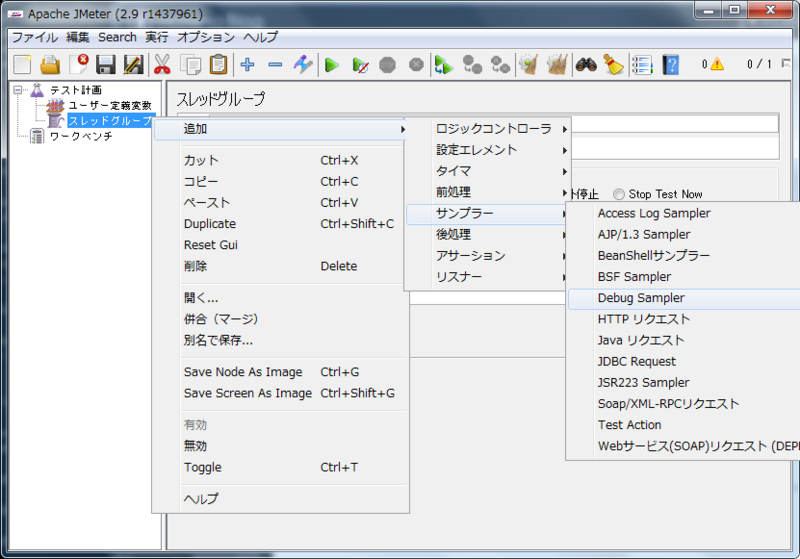 Apache JMeter (2.9 r1437961)
ファイル 編集 Search 実行 オプション ヘルプ
0 0 / 1
テスト計画
ユーザー定義変数
スレッドグループ
ワークベンチ
スレッドグループ
追加
カット Ctrl+X
コピー Ctrl+C
ペースト Ctrl+V
Duplicate Ctrl+Shift+C
Reset Gui
削除 Delete
開く...
併合（マージ）
別名で保存...
Save Node As Image Ctrl+G
Save Screen As Image Ctrl+Shift+G
有効
無効
Toggle Ctrl+T
ヘルプ
ロジックコントローラ
設定エレメント
タイマ
前処理
サンプラー
後処理
アサーション
リスナー
停止 Stop Test Now
Access Log Sampler
AJP/1.3 Sampler
BeanShellサンプラー
BSF Sampler
Debug Sampler
HTTP リクエスト
Java リクエスト
JDBC Request
JSR223 Sampler
Soap/XML-RPCリクエスト
Test Action
Webサービス(SOAP)リクエスト (DEP